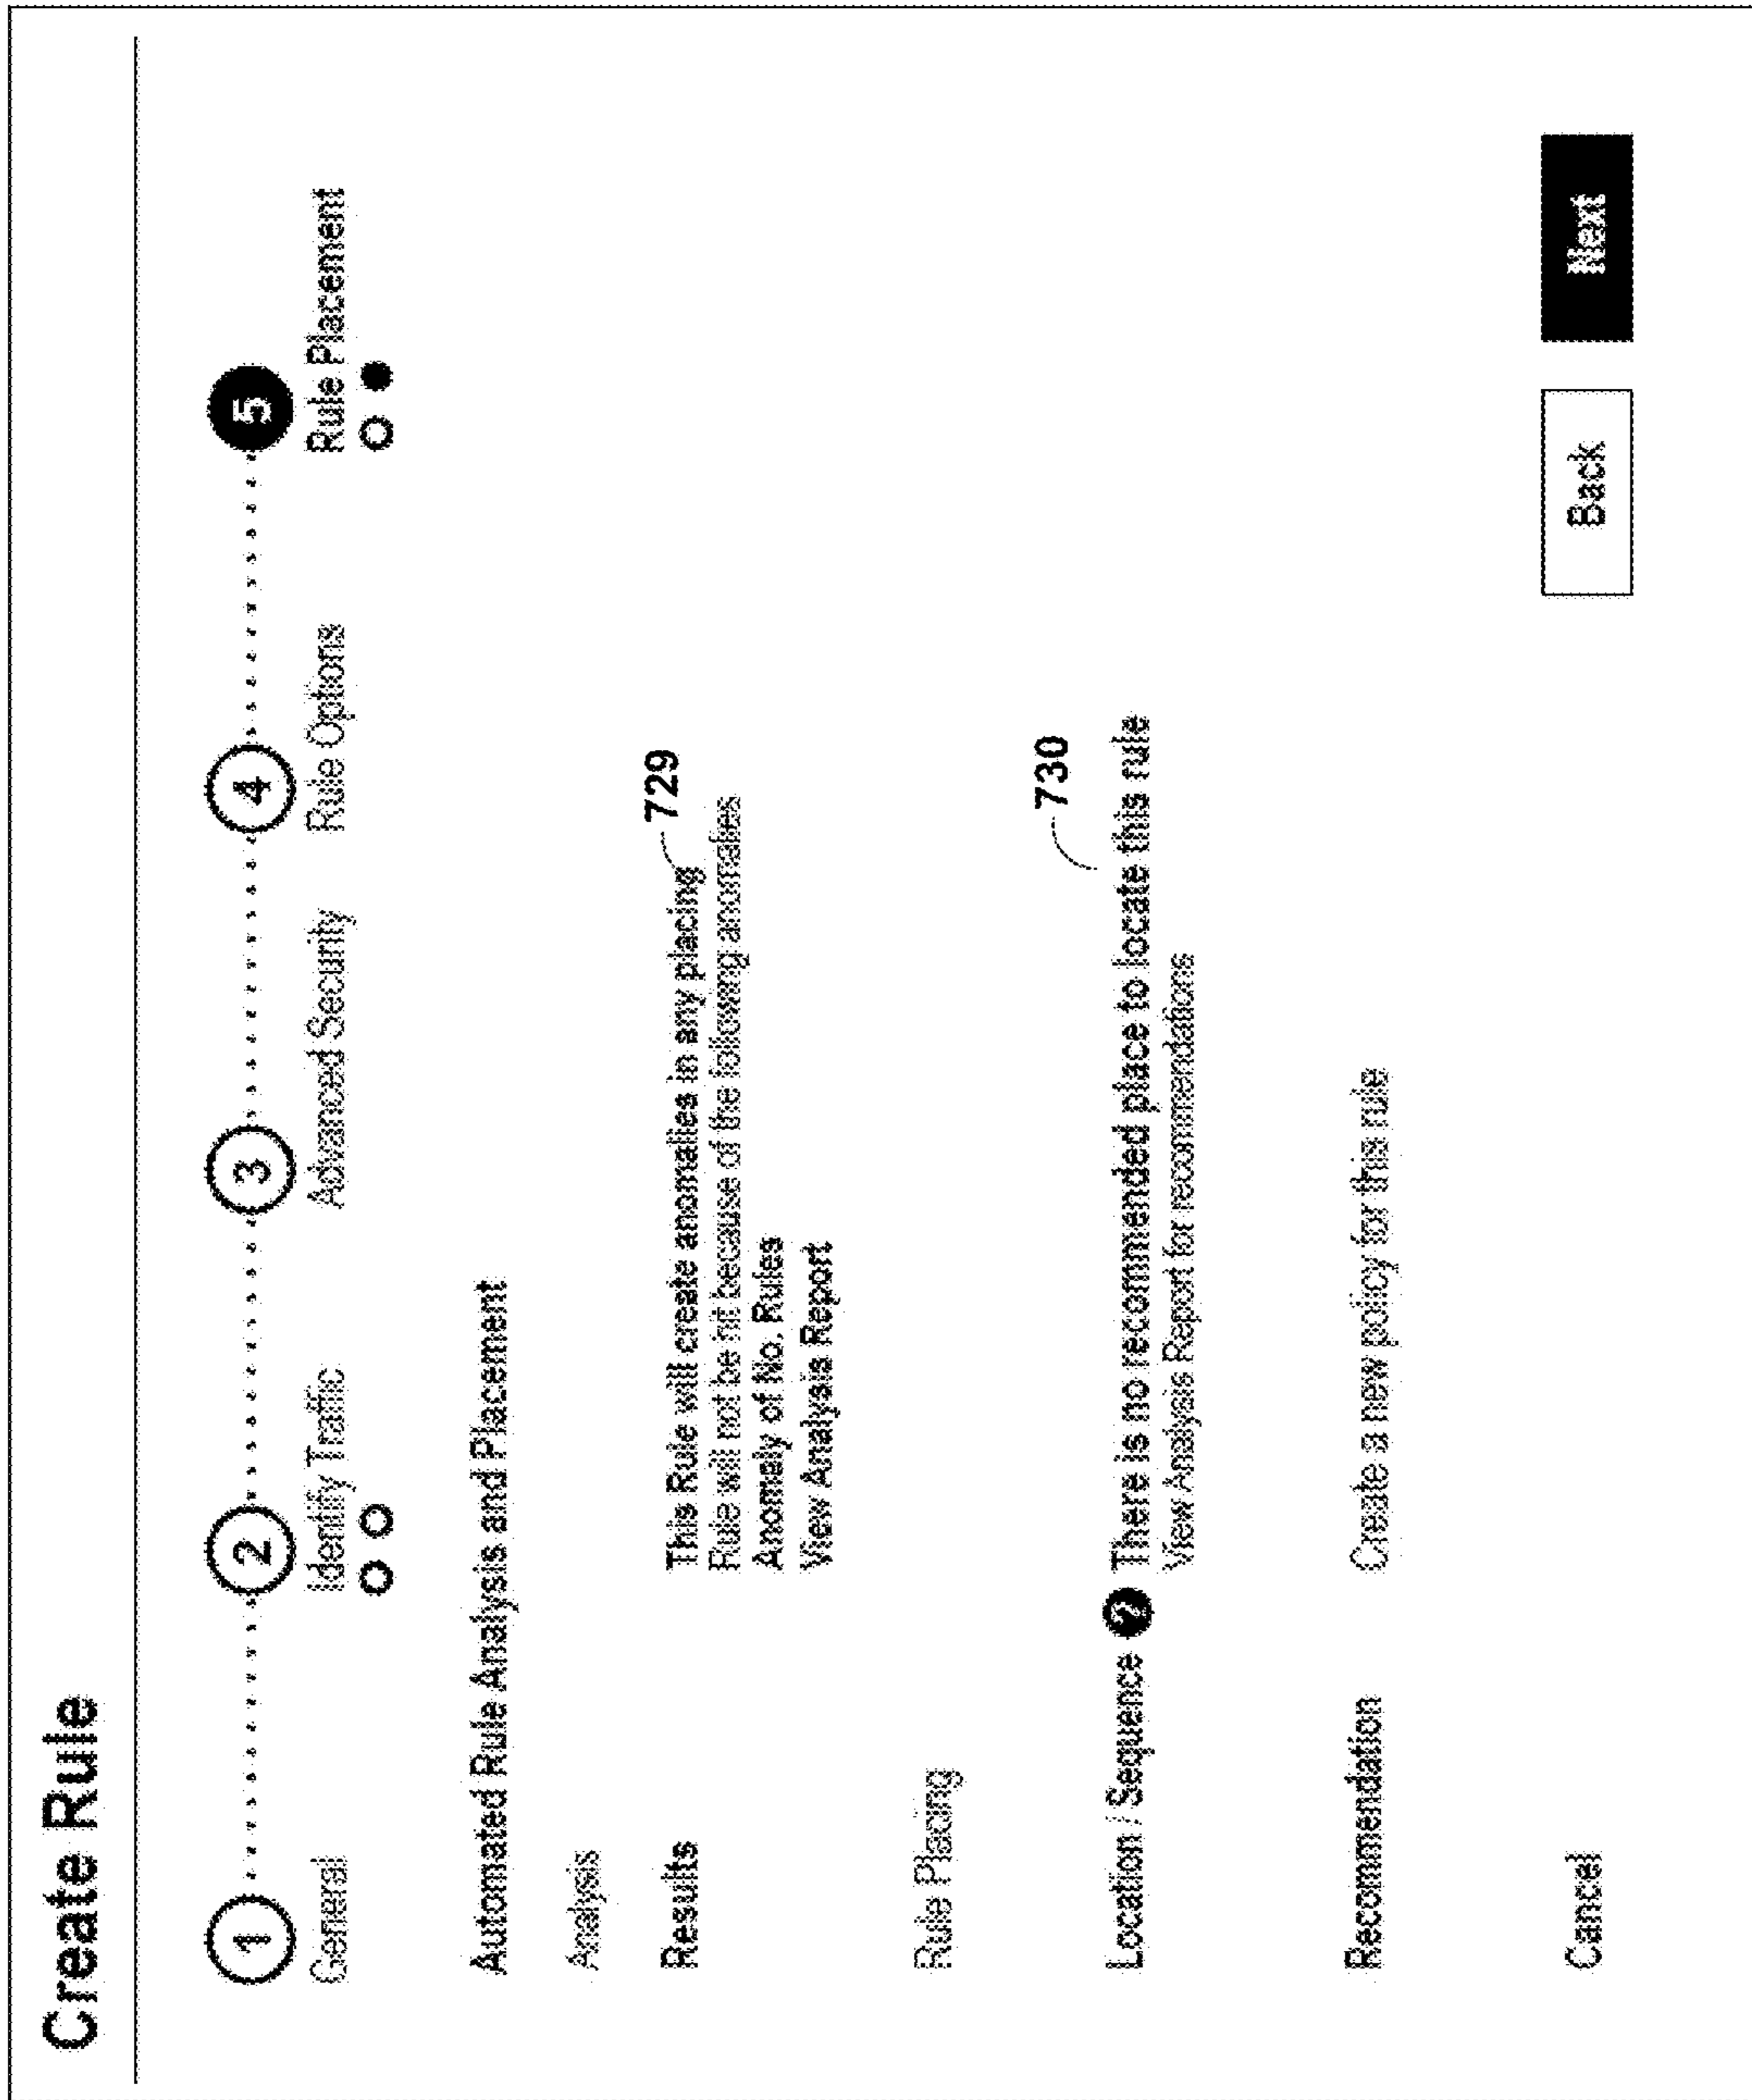 Create Rule
1 2 3 4 5
General Identify Traffic Advanced Security Rule Options Rule Placement
Automated Rule Analysis and Placement
Analysis
729
Results This Rule will create anomalies in any placing
Rule will not be hit because of the following anomalies
Anomaly of No. Rules
View Analysis Report
Rule Placing
730
Location / Sequence ? There is no recommended place to locate this rule
View Analysis Report for recommendations
Recommendation Create a new policy for this rule
Cancel Back Next